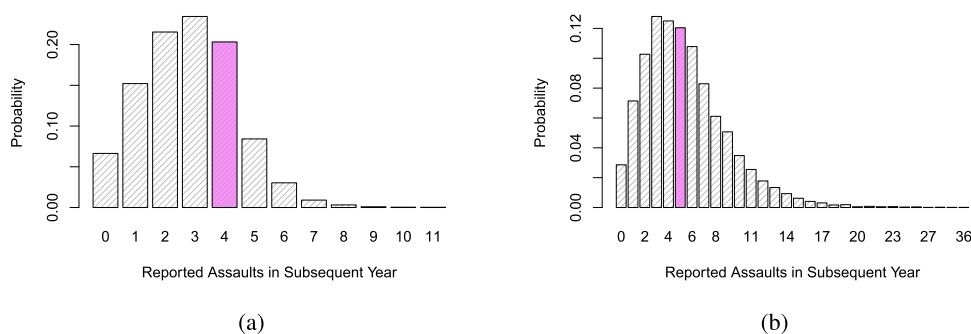 Probability
0.00 0.10 0.20
0 1 2 3 4 5 6 7 8 9 10 11
Reported Assaults in Subsequent Year
(a)
Probability
0.00 0.04 0.08 0.12
0 2 4 6 8 11 14 17 20 23 27 36
Reported Assaults in Subsequent Year
(b)